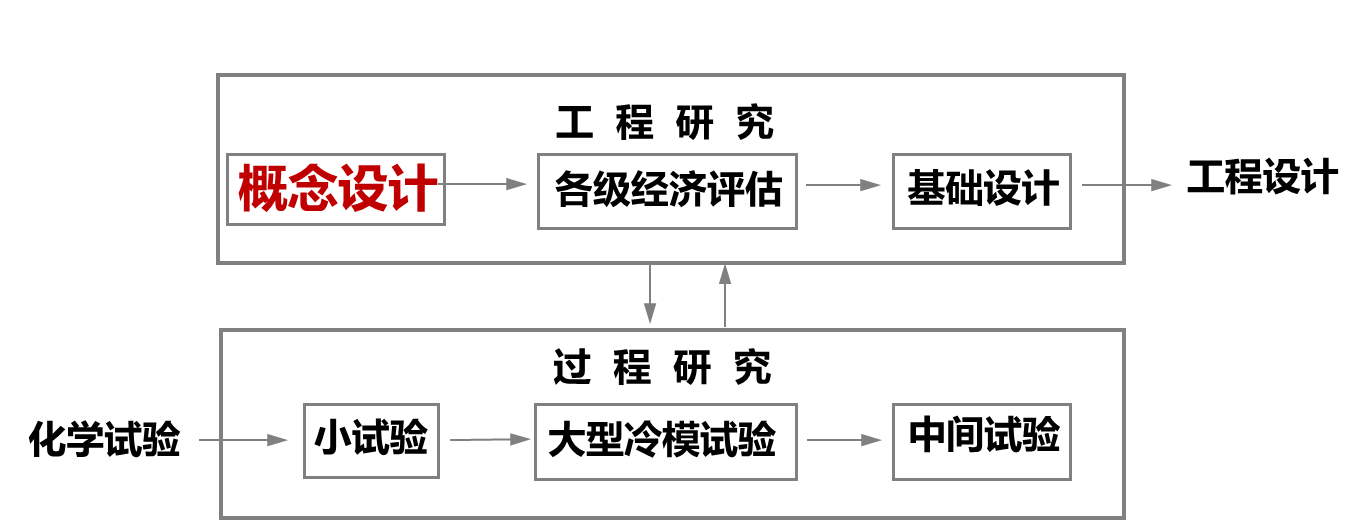 工程研究
概念设计
各级经济评估
基础设计
工程设计
过程研究
化学试验
小试验
大型冷模试验
中间试验